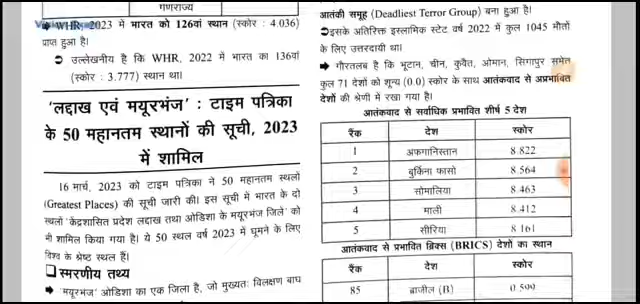 गणराज्य
WHR, 2023 में भारत को 126वां स्थान (स्कोर : 4.036)
प्राप्त हुआ है।
उल्लेखनीय है कि WHR, 2022 में भारत का 136वां
(स्कोर : 3.777) स्थान था।
‘लद्दाख एवं मयूरभंज’ : टाइम पत्रिका
के 50 महानतम स्थानों की सूची, 2023
में शामिल
16 मार्च, 2023 को टाइम पत्रिका ने 50 महानतम स्थलों
(Greatest Places) की सूची जारी की। इस सूची में भारत के दो
स्थलों ‘केंद्रशासित प्रदेश लद्दाख तथा ओडिशा के मयूरभंज जिले’ को
भी शामिल किया गया है। ये 50 स्थल वर्ष 2023 में घूमने के लिए
विश्व के श्रेष्ठ स्थल हैं।
स्मरणीय तथ्य
‘मयूरभंज’ ओडिशा का एक जिला है, जो मुख्यतः विलक्षण बाघ
आतंकी समूह (Deadliest Terror Group) बना हुआ है।
इसके अतिरिक्त इस्लामिक स्टेट वर्ष 2022 में कुल 1045 मौतों
के लिए उत्तरदायी था।
गौरतलब है कि भूटान, चीन, कुवैत, ओमान, सिंगापुर समेत
कुल 71 देशों को शून्य (0.0) स्कोर के साथ आतंकवाद से अप्रभावित
देशों की श्रेणी में रखा गया है।
आतंकवाद से सर्वाधिक प्रभावित शीर्ष 5 देश
रैंक देश स्कोर
1 अफगानिस्तान 8.822
2 बुर्किना फासो 8.564
3 सोमालिया 8.463
4 माली 8.412
5 सीरिया 8.161
आतंकवाद से प्रभावित ब्रिक्स (BRICS) देशों का स्थान
रैंक देश स्कोर
85 ब्राजील (B) 0.599